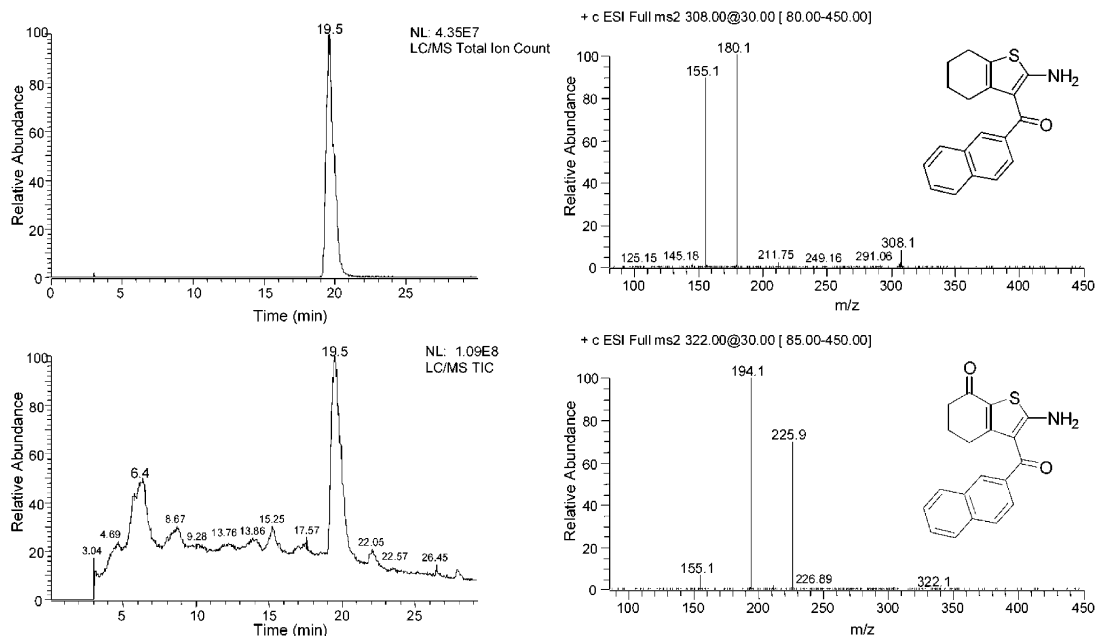 NL: 4.35E7
LC/MS Total Ion Count
19.5
100
80
60
40
20
0
Relative Abundance
0 5 10 15 20 25
Time (min)
+ c ESI Full ms2 308.00@30.00 [ 80.00-450.00]
180.1
155.1
125.15 145.18 211.75 249.16 291.06 308.1
100
80
60
40
20
0
Relative Abundance
100 150 200 250 300 350 400 450
m/z
S
NH2
O
NL: 1.09E8
LC/MS TIC
19.5
6.4
3.04 4.69 8.67 9.28 13.76 13.86 15.25 17.57 22.05 22.57 26.45
100
80
60
40
20
0
Relative Abundance
5 10 15 20 25
Time (min)
+ c ESI Full ms2 322.00@30.00 [ 85.00-450.00]
194.1
225.9
155.1 226.89 322.1
100
80
60
40
20
0
Relative Abundance
100 150 200 250 300 350 400 450
m/z
O
S
NH2
O